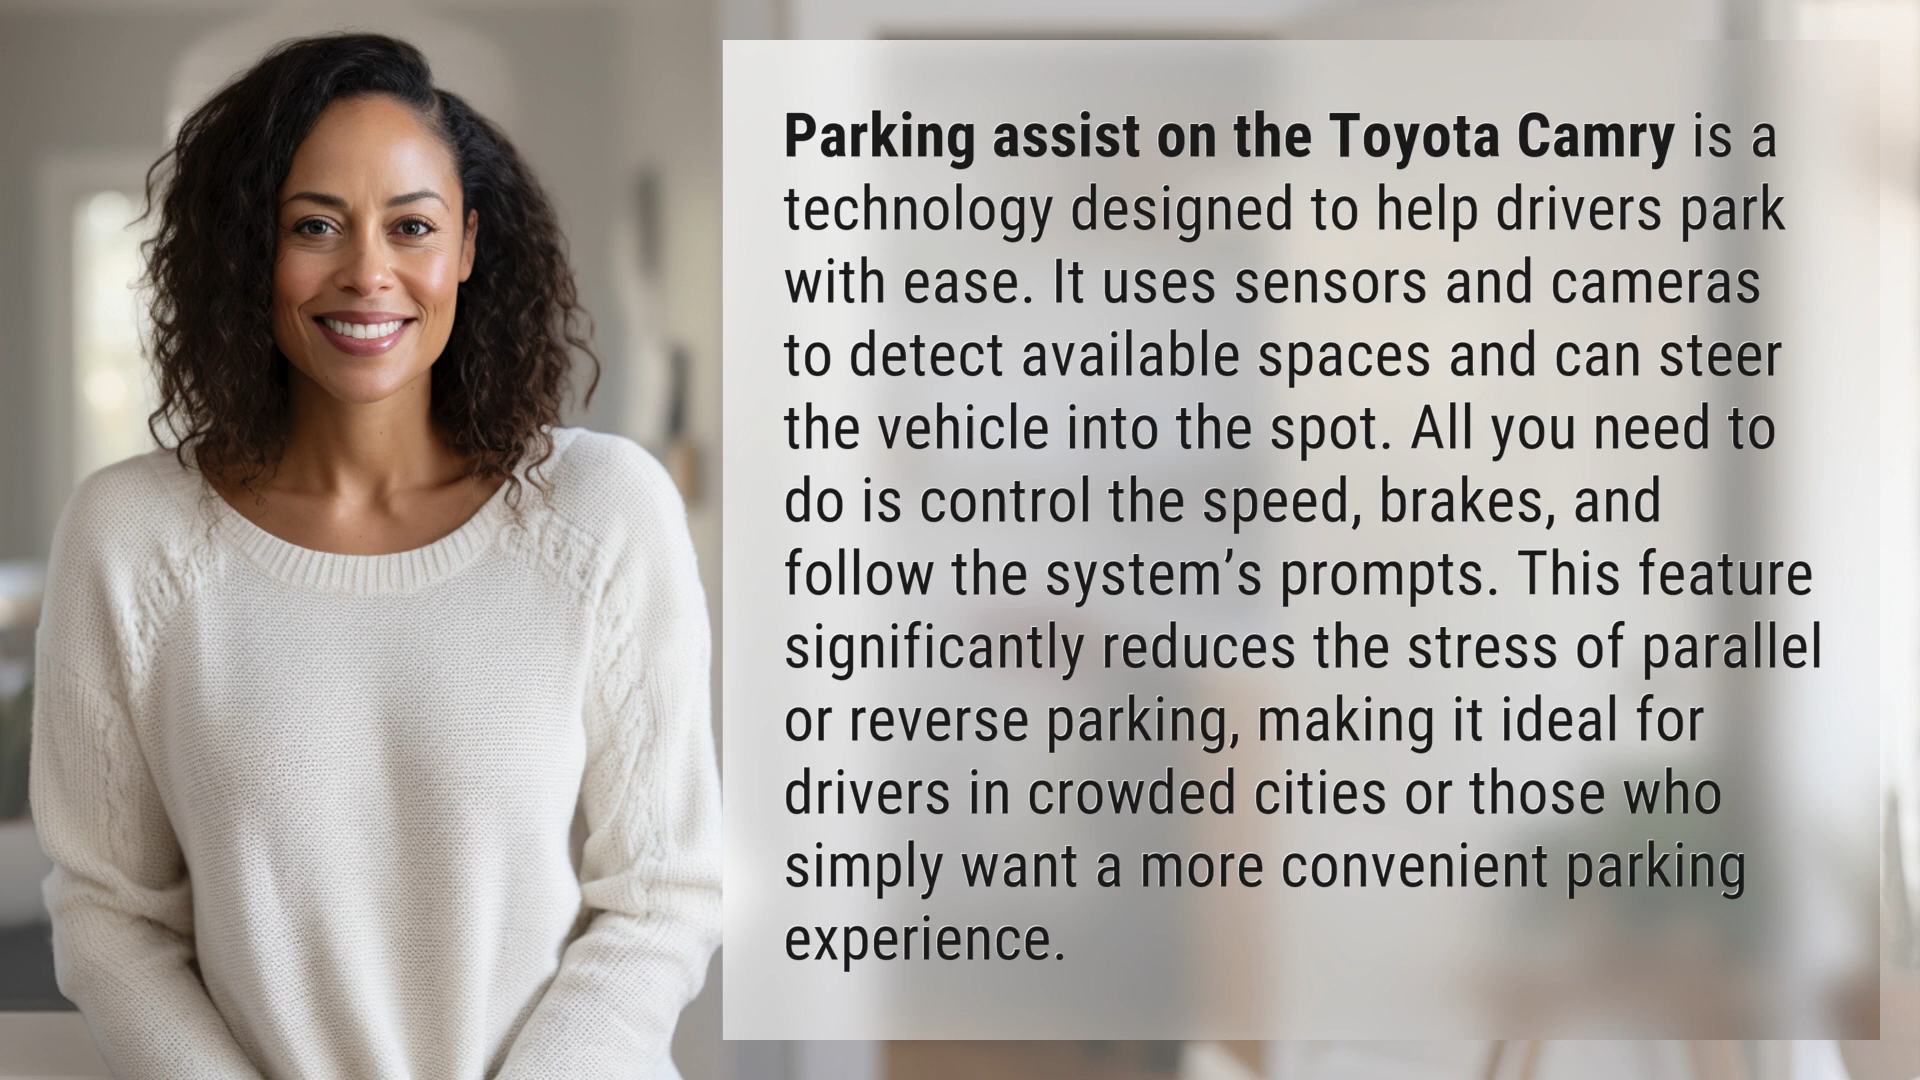 Parking assist on the Toyota Camry is a
technology designed to help drivers park
with ease. It uses sensors and cameras
to detect available spaces and can steer
the vehicle into the spot. All you need to
do is control the speed, brakes, and
follow the system’s prompts. This feature
significantly reduces the stress of parallel
or reverse parking, making it ideal for
drivers in crowded cities or those who
simply want a more convenient parking
experience.